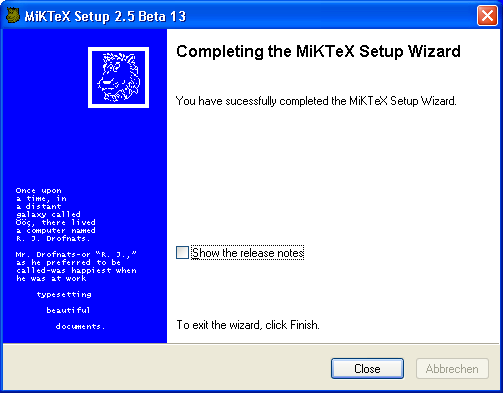 MiKTeX Setup 2.5 Beta 13
Completing the MiKTeX Setup Wizard
You have sucessfully completed the MiKTeX Setup Wizard.
Once upon
a time, in
a distant
galaxy called
Ööç, there lived
a computer named
R. J. Drofnats.
Mr. Drofnats-or "R. J.,"
as he preferred to be
called-was happiest when
he was at work
typesetting
beautiful
documents.
Show the release notes
To exit the wizard, click Finish.
Close
Abbrechen